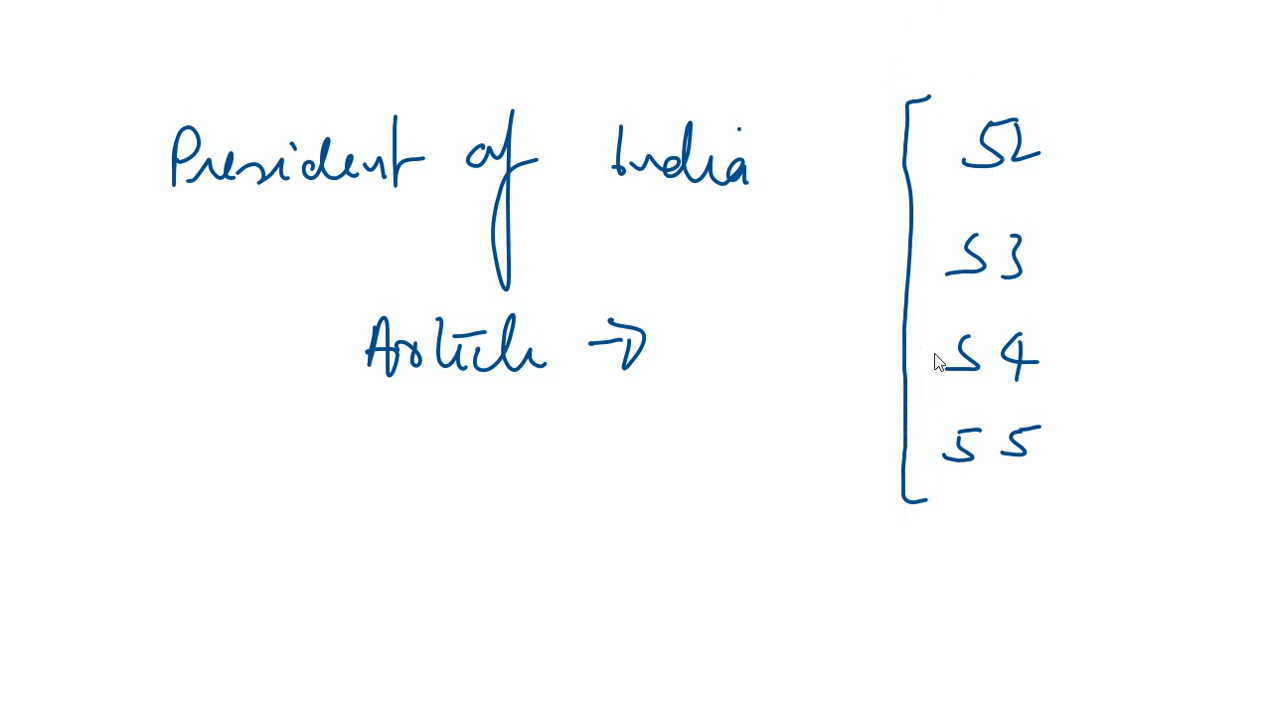 President of India
Article →
52
53
54
55